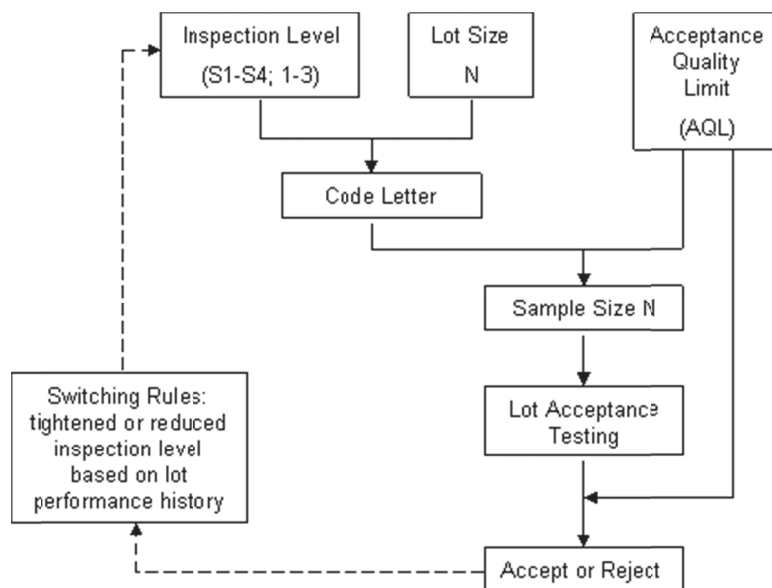 Inspection Level
(S1-S4; 1-3)
Lot Size
N
Acceptance
Quality
Limit
(AQL)
Code Letter
Sample Size N
Switching Rules:
tightened or reduced
inspection level
based on lot
performance history
Lot Acceptance
Testing
Accept or Reject